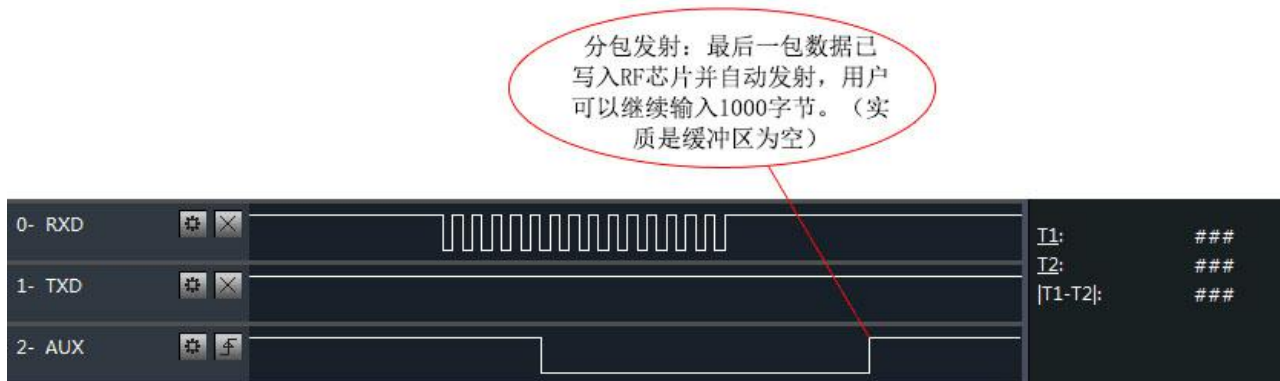 分包发射：最后一包数据已
写入RF芯片并自动发射，用户
可以继续输入1000字节。（实
质是缓冲区为空）
0- RXD
1- TXD
2- AUX
T1: ###
T2: ###
|T1-T2|: ###